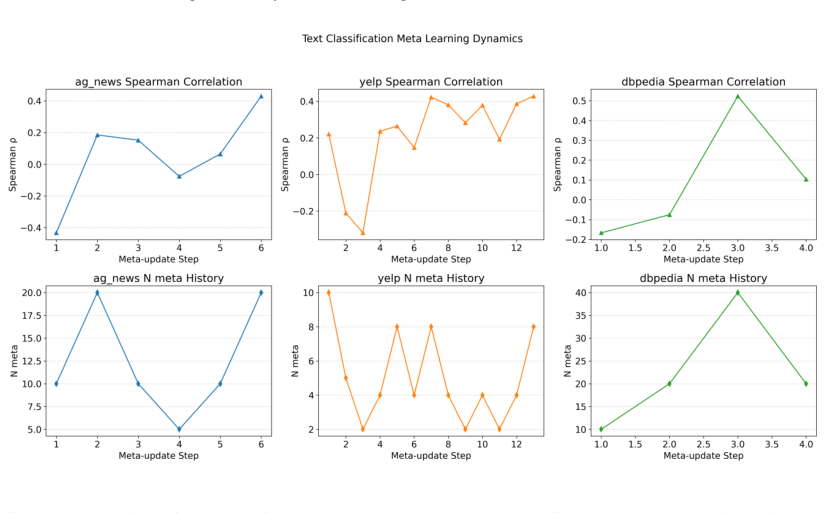 Text Classification Meta Learning Dynamics
ag_news Spearman Correlation
Spearman ρ
0.4
0.2
0.0
−0.2
−0.4
1 2 3 4 5 6
Meta-update Step
yelp Spearman Correlation
Spearman ρ
0.4
0.2
0.0
−0.2
2 4 6 8 10 12
Meta-update Step
dbpedia Spearman Correlation
Spearman ρ
0.5
0.4
0.3
0.2
0.1
0.0
−0.1
−0.2
1.0 1.5 2.0 2.5 3.0 3.5 4.0
Meta-update Step
ag_news N meta History
N meta
20.0
17.5
15.0
12.5
10.0
7.5
5.0
1 2 3 4 5 6
Meta-update Step
yelp N meta History
N meta
10
8
6
4
2
2 4 6 8 10 12
Meta-update Step
dbpedia N meta History
N meta
40
35
30
25
20
15
10
1.0 1.5 2.0 2.5 3.0 3.5 4.0
Meta-update Step